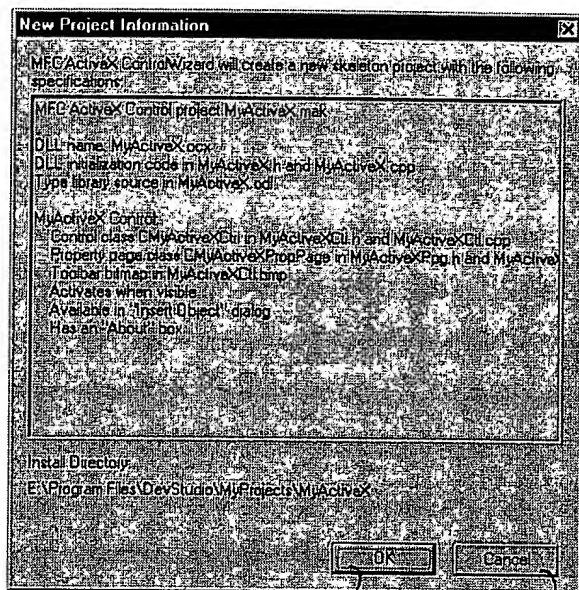 New Project Information
MFC ActiveX ControlWizard will create a new skeleton project with the following
specifications:
MFC ActiveX Control project MyActiveX.mak
DLL name: MyActiveX.ocx
DLL initialization code in MyActiveX.h and MyActiveX.cpp
Type library source in MyActiveX.odl
MyActiveX Control:
Control class CMyActiveXCtrl in MyActiveXCtl.h and MyActiveXCtl.cpp
Property page class CMyActiveXPropPage in MyActiveXPpg.h and MyActiveX
Toolbar bitmap in MyActiveXCtl.bmp
Activates when visible
Available in "Insert Object" dialog
Has an "About" box
Install Directory:
E:\Program Files\DevStudio\MyProjects\MyActiveX
OK
Cancel